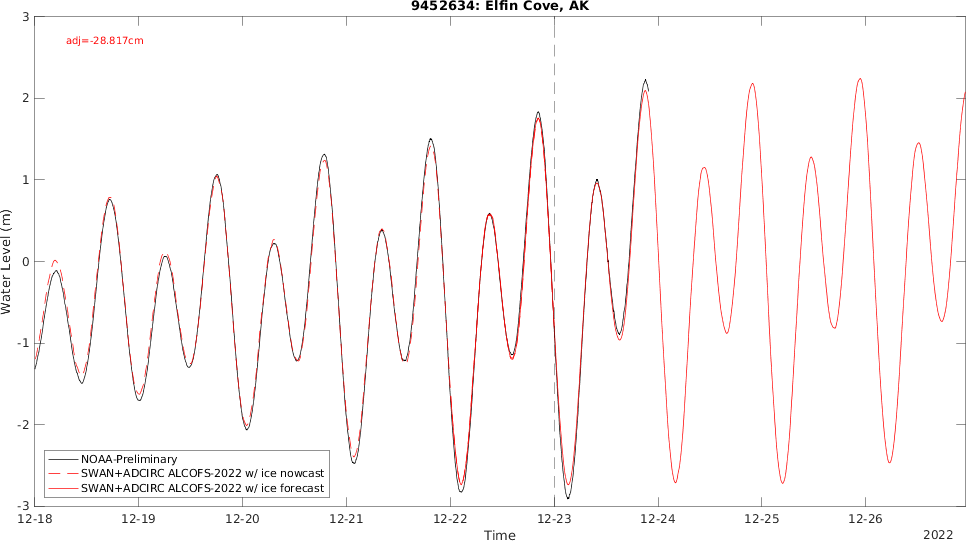 9452634: Elfin Cove, AK
adj=-28.817cm
3
2
1
0
-1
-2
-3
Water Level (m)
NOAA-Preliminary
SWAN+ADCIRC ALCOFS-2022 w/ ice nowcast
SWAN+ADCIRC ALCOFS-2022 w/ ice forecast
12-18 12-19 12-20 12-21 12-22 12-23 12-24 12-25 12-26
Time
2022